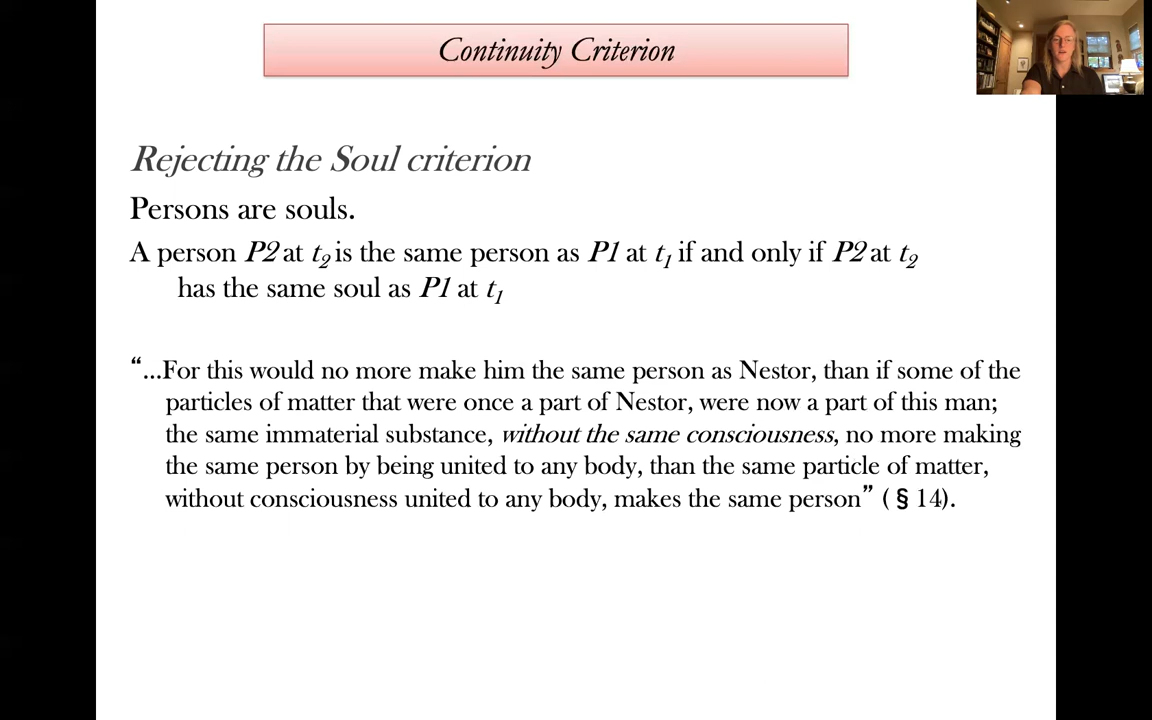 Continuity Criterion
Rejecting the Soul criterion
Persons are souls.
A person P2 at t2 is the same person as P1 at t1 if and only if P2 at t2
has the same soul as P1 at t1
“...For this would no more make him the same person as Nestor, than if some of the
particles of matter that were once a part of Nestor, were now a part of this man;
the same immaterial substance, without the same consciousness, no more making
the same person by being united to any body, than the same particle of matter,
without consciousness united to any body, makes the same person” ( § 14).